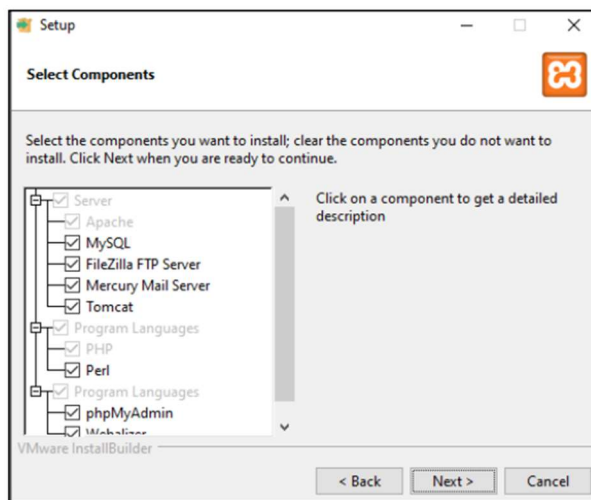 Setup
Select Components
Select the components you want to install; clear the components you do not want to
install. Click Next when you are ready to continue.
Server
Apache
MySQL
FileZilla FTP Server
Mercury Mail Server
Tomcat
Program Languages
PHP
Perl
Program Languages
phpMyAdmin
Webalizer
Click on a component to get a detailed
description
VMware InstallBuilder
< Back
Next >
Cancel